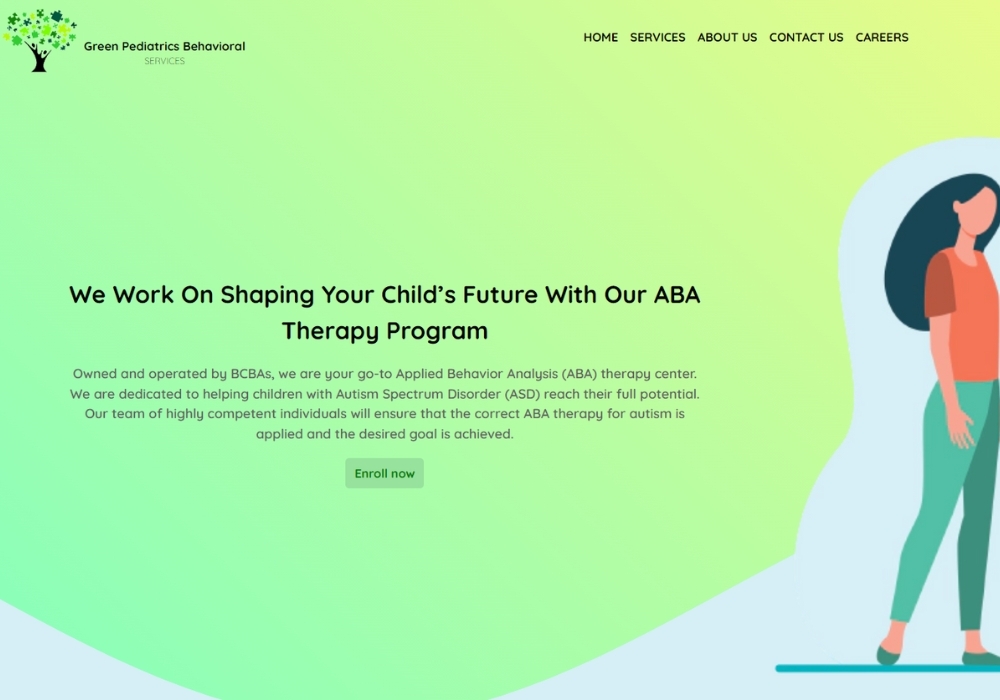 Green Pediatrics Behavioral
SERVICES
HOME SERVICES ABOUT US CONTACT US CAREERS
We Work On Shaping Your Child’s Future With Our ABA
Therapy Program
Owned and operated by BCBAs, we are your go-to Applied Behavior Analysis (ABA) therapy center.
We are dedicated to helping children with Autism Spectrum Disorder (ASD) reach their full potential.
Our team of highly competent individuals will ensure that the correct ABA therapy for autism is
applied and the desired goal is achieved.
Enroll now